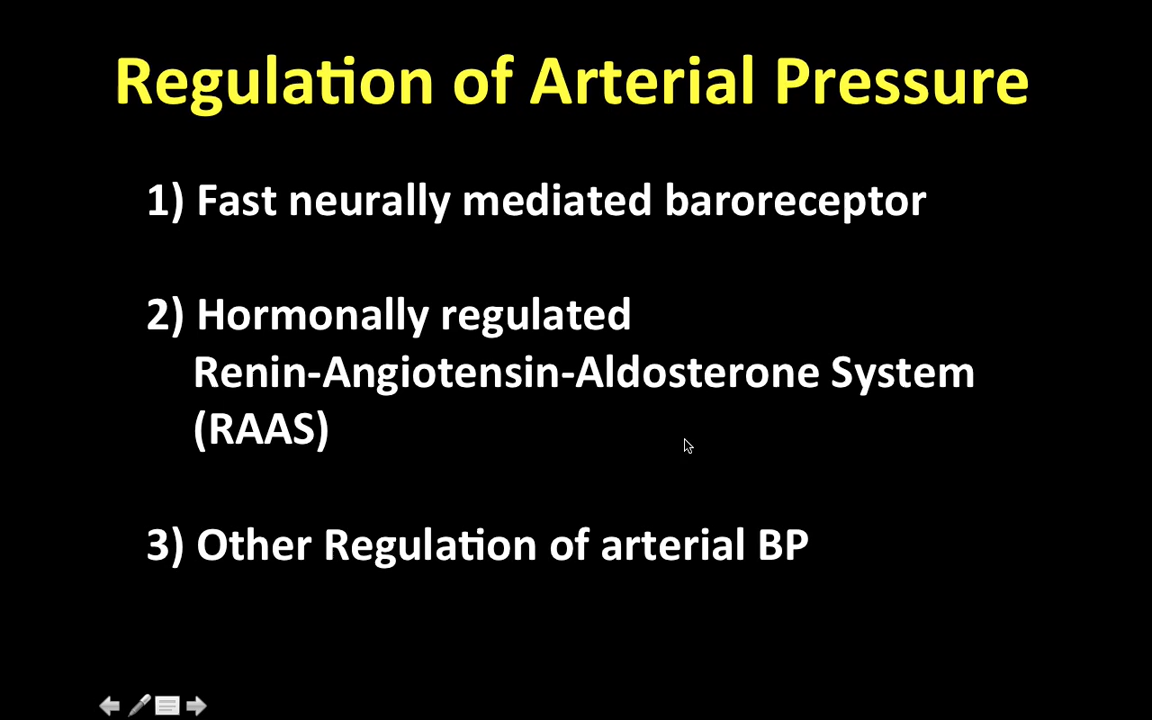 Regulation of Arterial Pressure
1) Fast neurally mediated baroreceptor
2) Hormonally regulated
Renin-Angiotensin-Aldosterone System
(RAAS)
3) Other Regulation of arterial BP